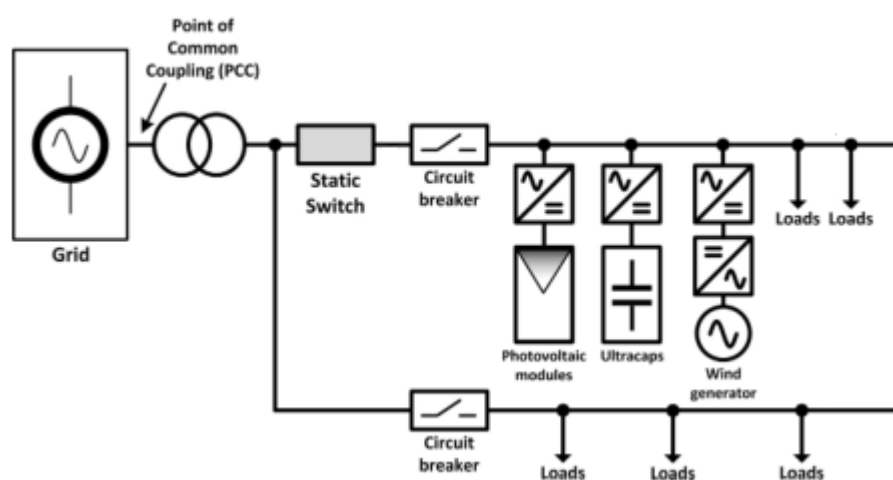 Point of
Common
Coupling (PCC)
Grid
Static
Switch
Circuit
breaker
Loads Loads
Photovoltaic
modules
Ultracaps
Wind
generator
Circuit
breaker
Loads
Loads
Loads